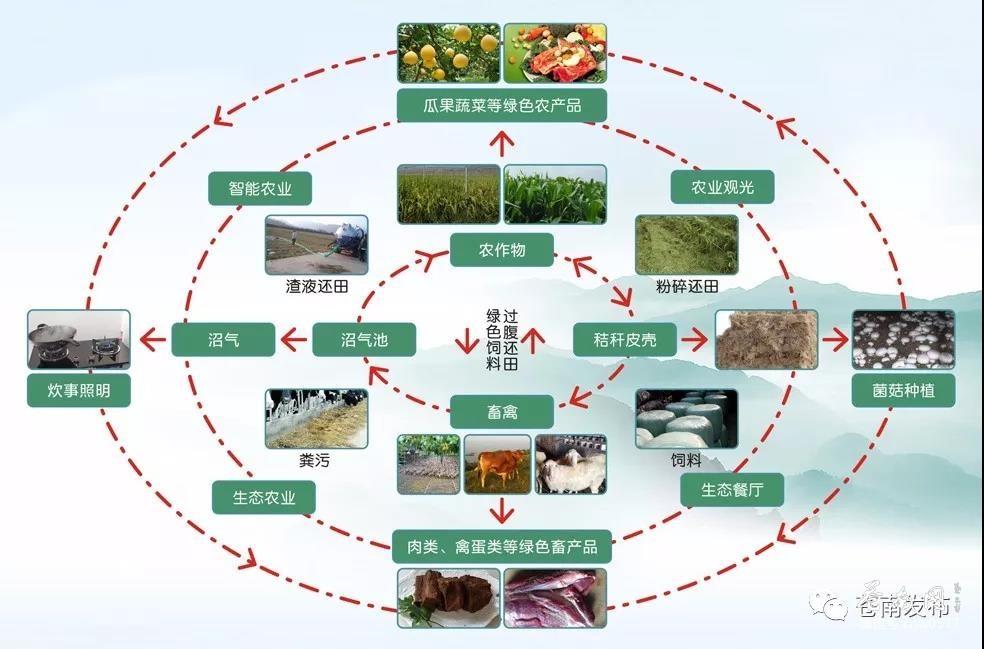 瓜果蔬菜等绿色农产品
智能农业
农业观光
农作物
渣液还田
粉碎还田
绿色饲料
过腹还田
炊事照明
沼气
沼气池
秸秆皮壳
菌菇种植
畜禽
粪污
饲料
生态农业
生态餐厅
肉类、禽蛋类等绿色畜产品
苍南发布